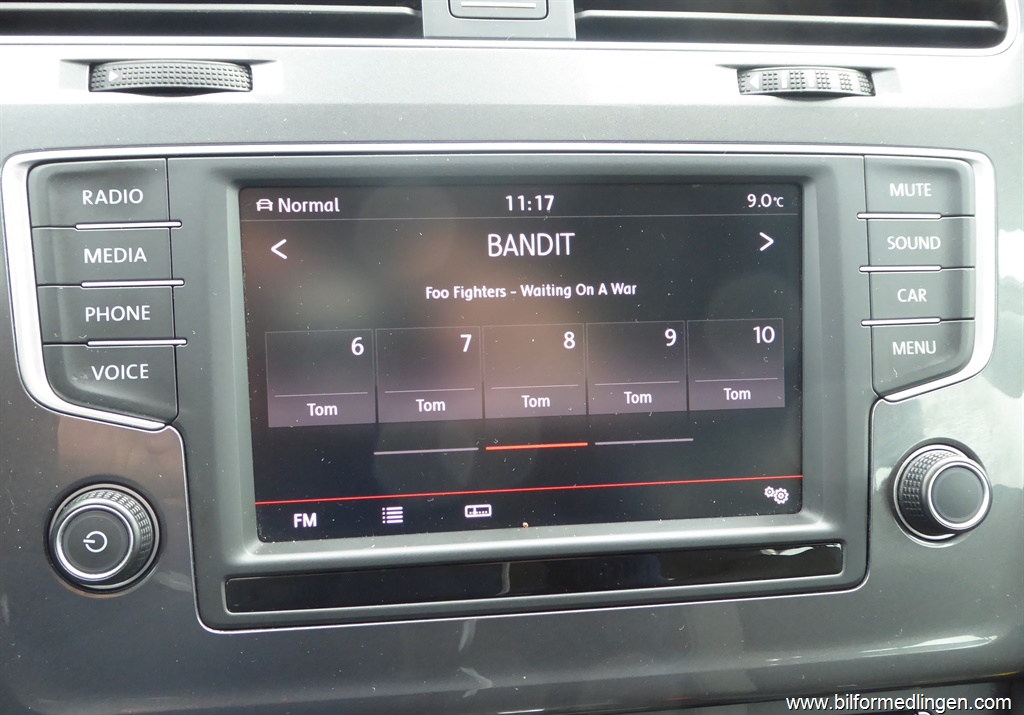 RADIO
MEDIA
PHONE
VOICE
Normal 11:17 9.0°C
< BANDIT >
Foo Fighters - Waiting On A War
6 7 8 9 10
Tom Tom Tom Tom Tom
FM
MUTE
SOUND
CAR
MENU
www.bilformedlingen.com